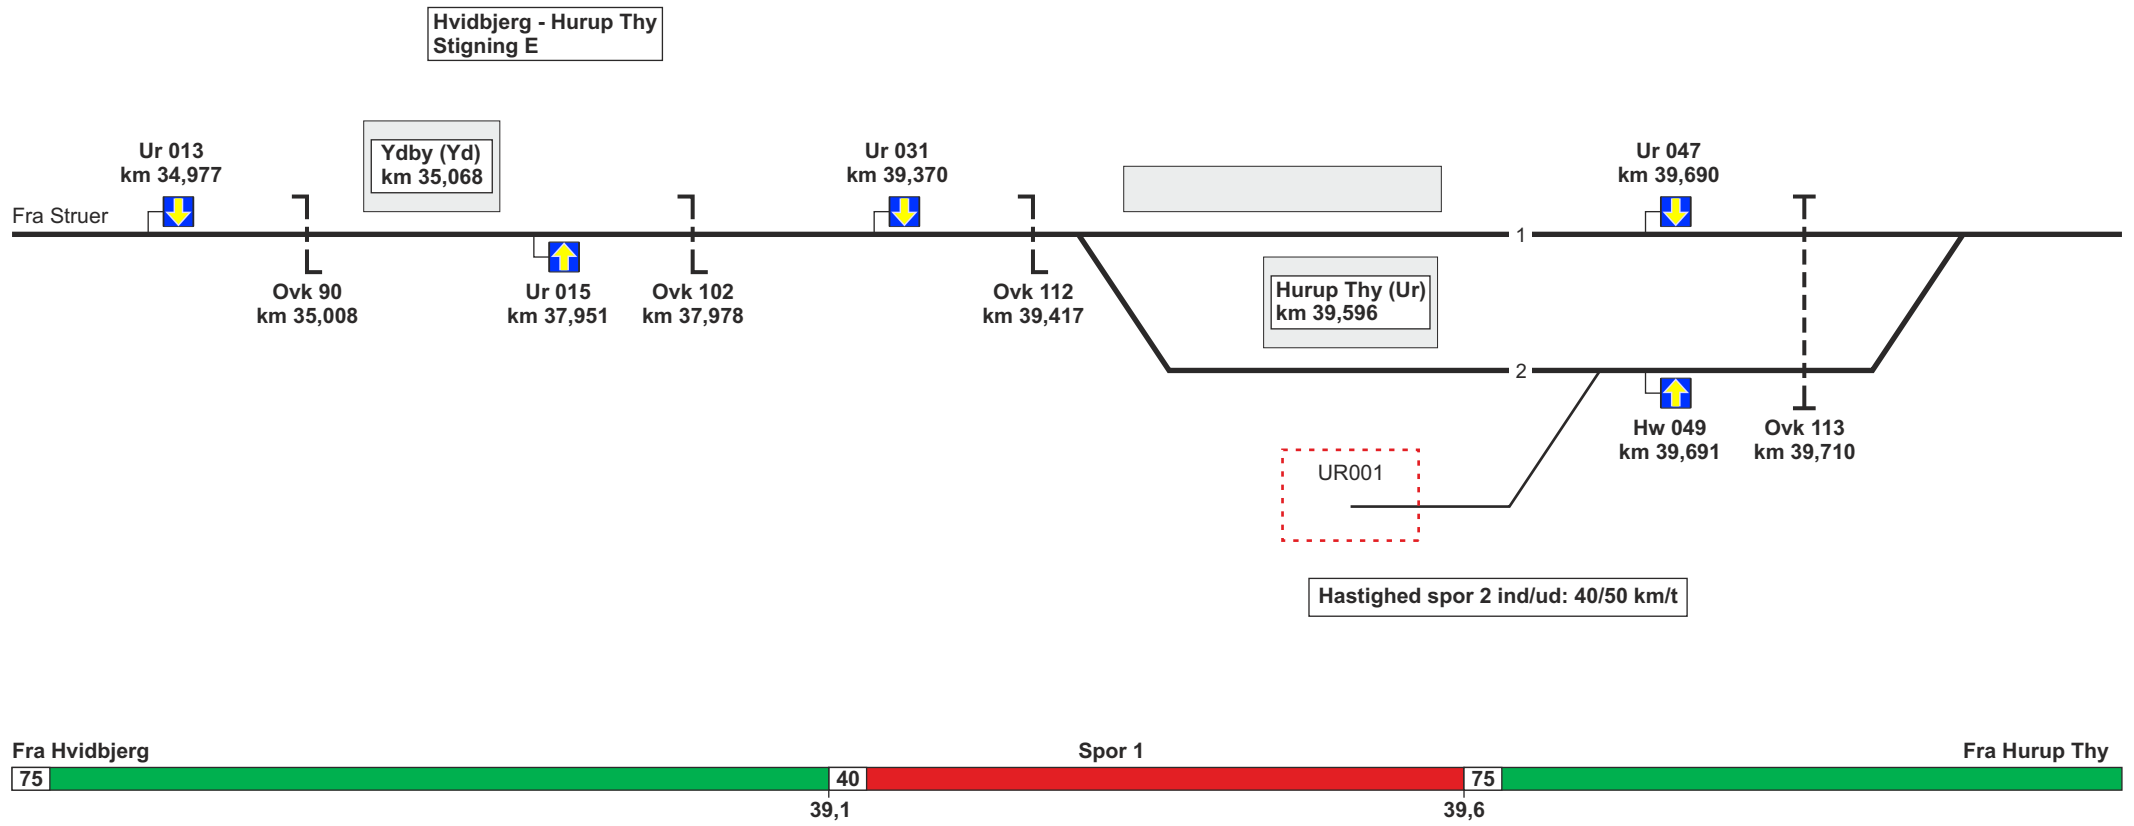 Hvidbjerg - Hurup Thy
Stigning E
Ur 013
km 34,977
Ydby (Yd)
km 35,068
Ur 031
km 39,370
Ur 047
km 39,690
Fra Struer
1
Ovk 90
km 35,008
Ur 015
km 37,951
Ovk 102
km 37,978
Ovk 112
km 39,417
Hurup Thy (Ur)
km 39,596
2
Hw 049
km 39,691
Ovk 113
km 39,710
UR001
Hastighed spor 2 ind/ud: 40/50 km/t
Fra Hvidbjerg
Spor 1
Fra Hurup Thy
75
40
75
39,1
39,6